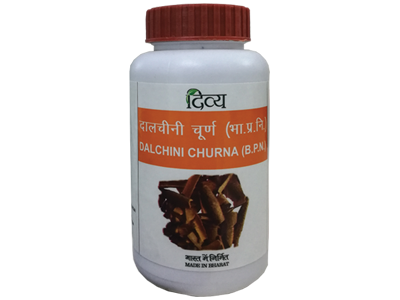 दिव्य
दालचीनी चूर्ण (भा.प्र.नि.)
DALCHINI CHURNA (B.P.N.)
भारत में निर्मित
MADE IN BHARAT